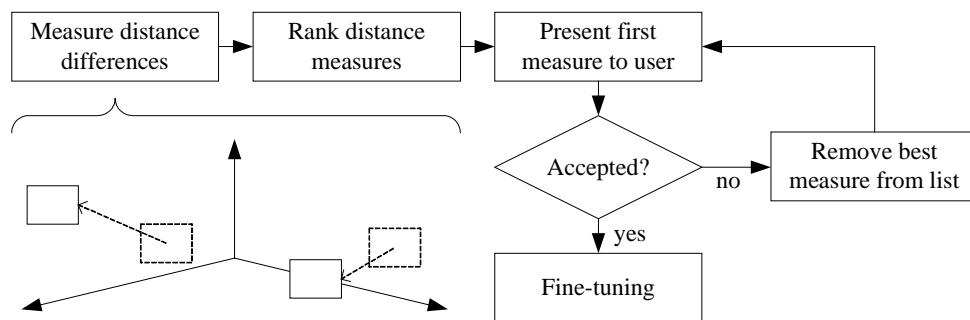 Measure distance
differences
Rank distance
measures
Present first
measure to user
Accepted?
no
Remove best
measure from list
yes
Fine-tuning